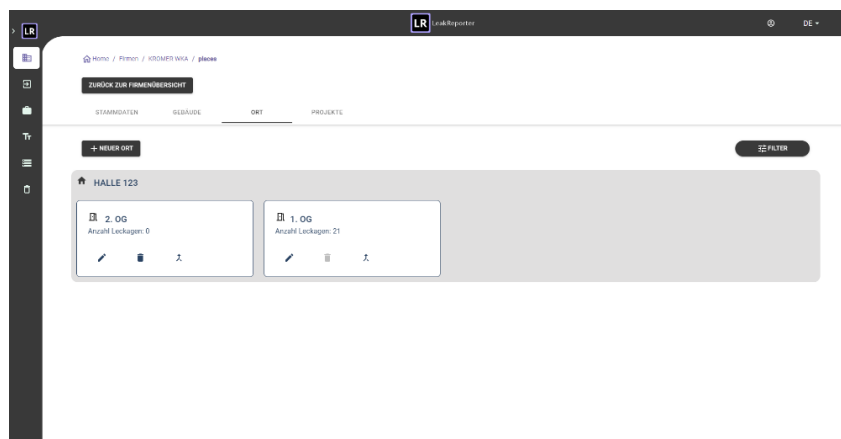 LR
LR LeakReporter
DE
Home / Firmen / KROMER WKA / places
ZURÜCK ZUR FIRMENÜBERSICHT
STAMMDATEN GEBÄUDE ORT PROJEKTE
+ NEUER ORT
FILTER
HALLE 123
2. OG
Anzahl Leckagen: 0
1. OG
Anzahl Leckagen: 21
Tт